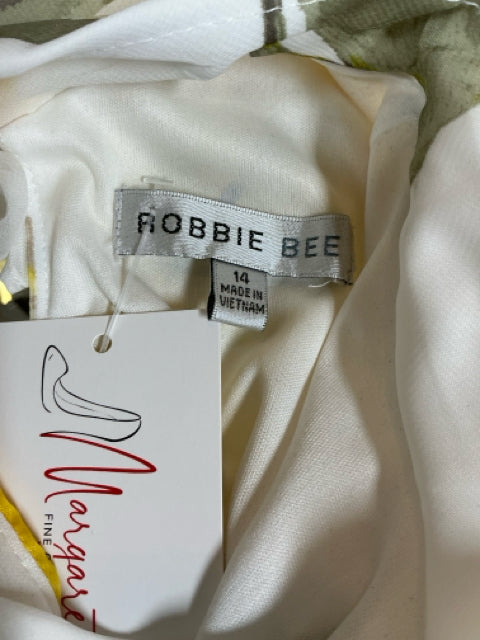 ROBBIE BEE
14
MADE IN
VIETNAM
Margare
FINE